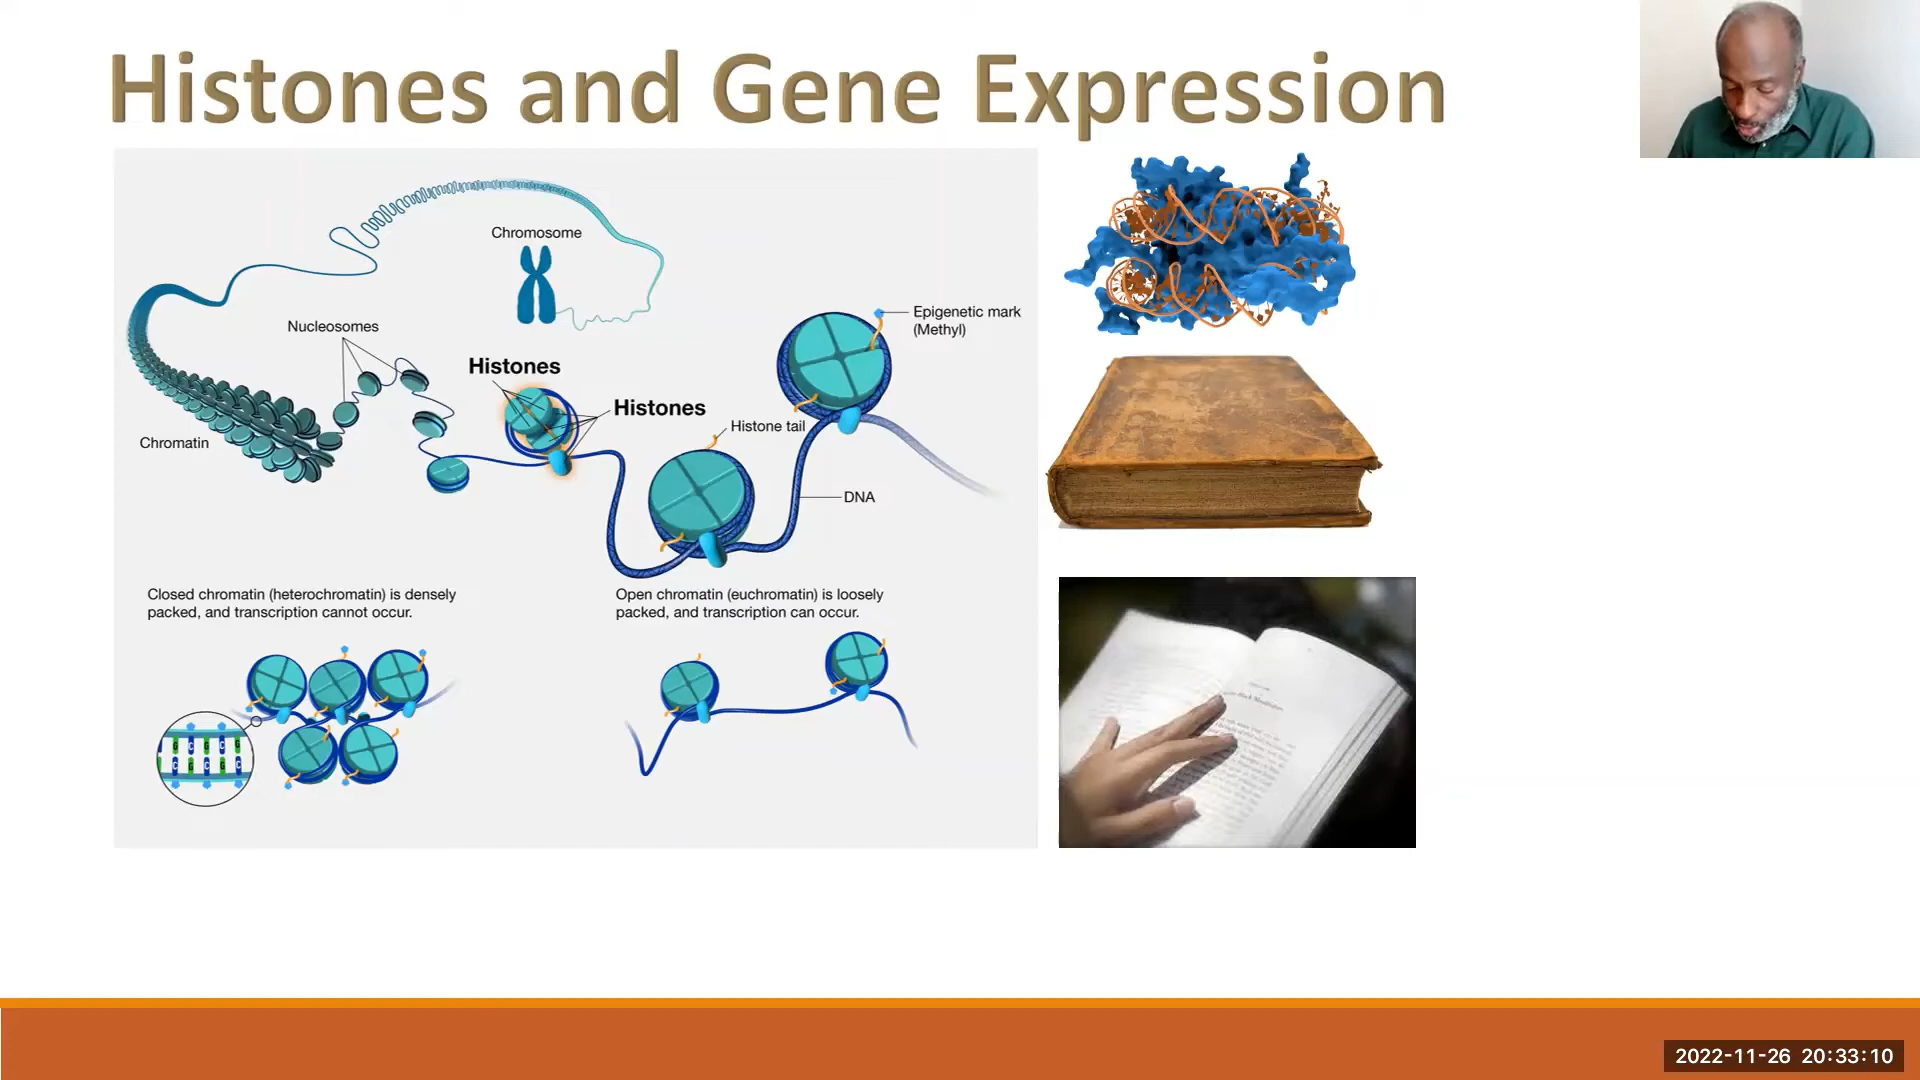 Histones and Gene Expression
Chromosome
Epigenetic mark
(Methyl)
Nucleosomes
Histones
Histones
Histone tail
Chromatin
DNA
Closed chromatin (heterochromatin) is densely
packed, and transcription cannot occur.
Open chromatin (euchromatin) is loosely
packed, and transcription can occur.
G C G C G
C G C G C
2022-11-26 20:33:10